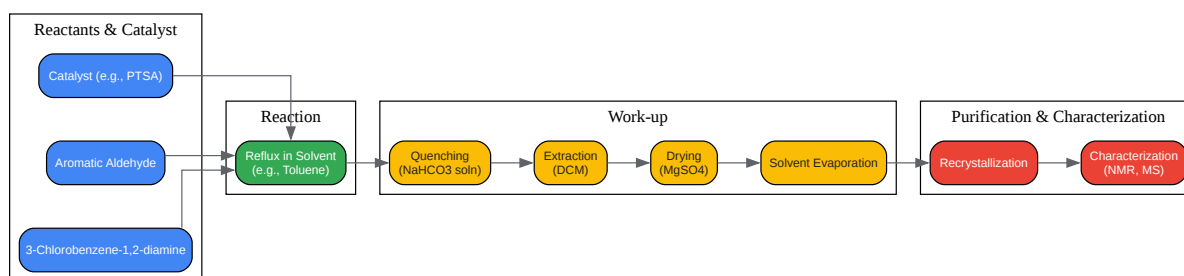 Reactants & Catalyst
Catalyst (e.g., PTSA)
Aromatic Aldehyde
3-Chlorobenzene-1,2-diamine
Reaction
Reflux in Solvent
(e.g., Toluene)
Work-up
Quenching
(NaHCO3 soln)
Extraction
(DCM)
Drying
(MgSO4)
Solvent Evaporation
Purification & Characterization
Recrystallization
Characterization
(NMR, MS)